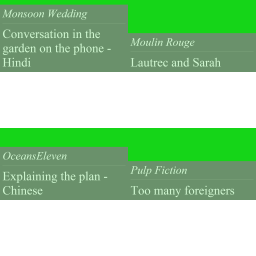 Monsoon Wedding
Conversation in the
garden on the phone -
Hindi
Moulin Rouge
Lautrec and Sarah
OceansEleven
Explaining the plan -
Chinese
Pulp Fiction
Too many foreigners